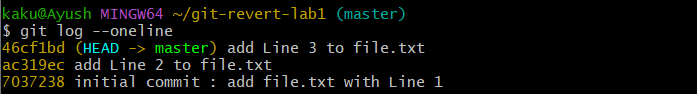 kaku@Ayush MINGW64 ~/git-revert-lab1 (master)
$ git log --oneline
46cf1bd (HEAD -> master) add Line 3 to file.txt
ac319ec add Line 2 to file.txt
7037238 initial commit : add file.txt with Line 1